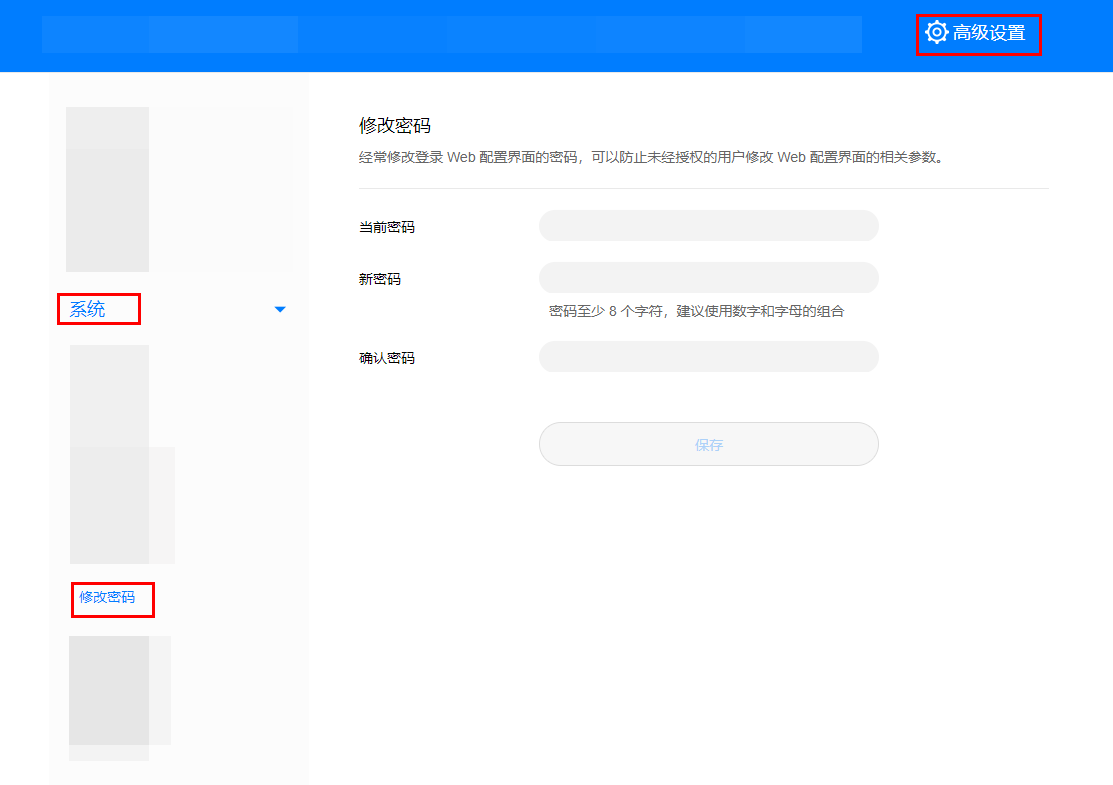 高级设置
修改密码
经常修改登录 Web 配置界面的密码，可以防止未经授权的用户修改 Web 配置界面的相关参数。
当前密码
新密码
密码至少 8 个字符，建议使用数字和字母的组合
确认密码
保存
系统
修改密码